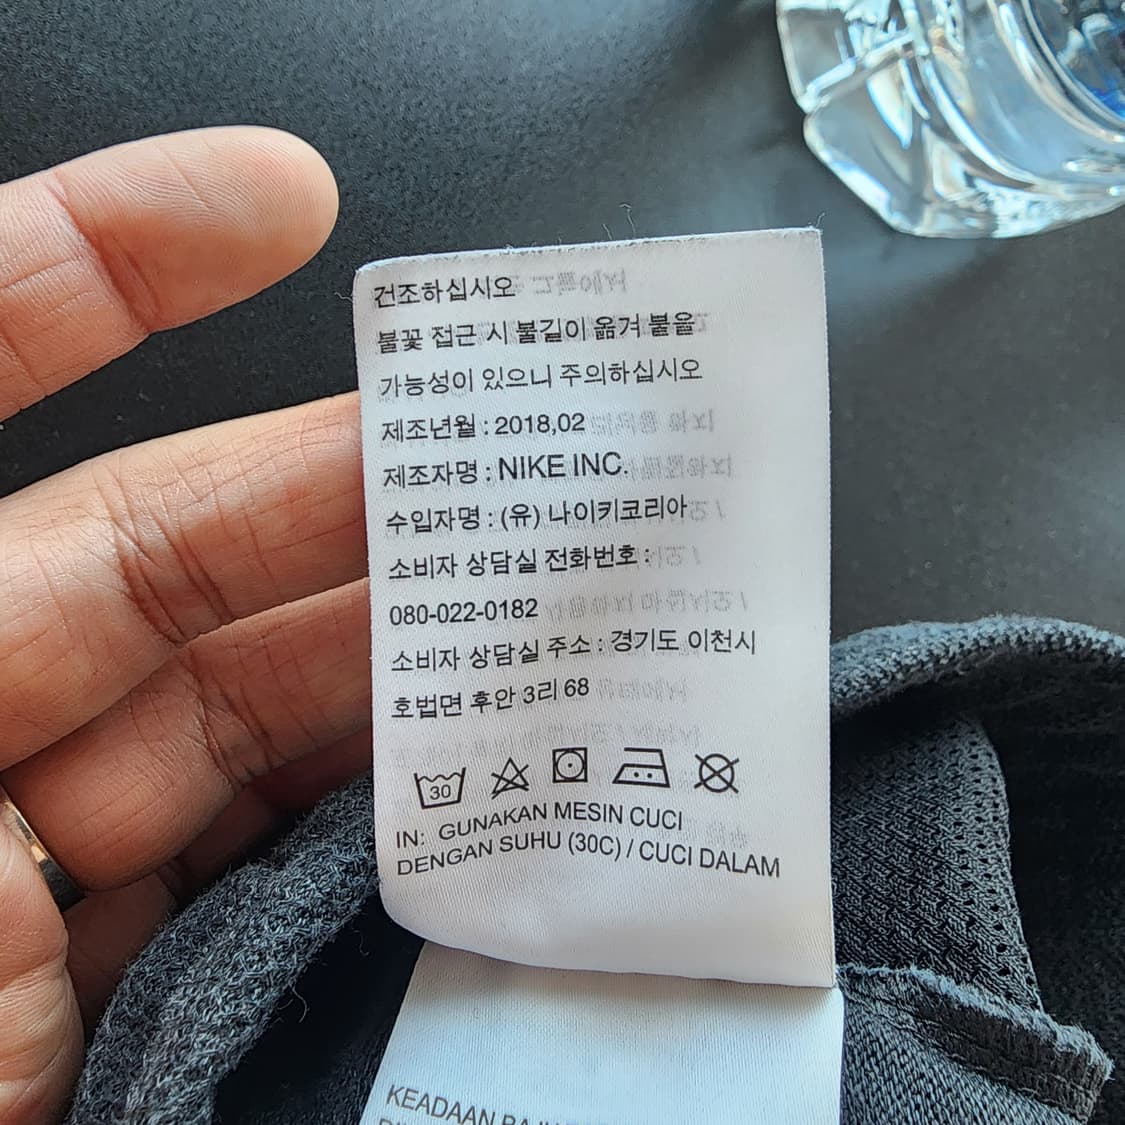 건조하십시오
불꽃 접근 시 불길이 옮겨 붙을
가능성이 있으니 주의하십시오
제조년월 : 2018,02
제조자명 : NIKE INC.
수입자명 : (유) 나이키코리아
소비자 상담실 전화번호 :
080-022-0182
소비자 상담실 주소 : 경기도 이천시
호법면 후안 3리 68
30
IN: GUNAKAN MESIN CUCI
DENGAN SUHU (30C) / CUCI DALAM
KEADAAN